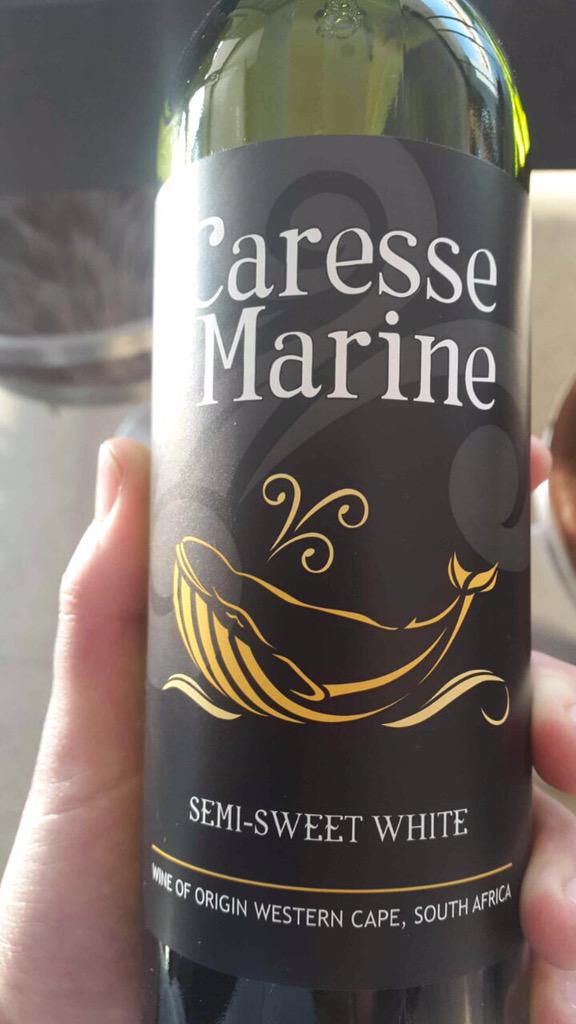 Caresse
Marine
SEMI-SWEET WHITE
WINE OF ORIGIN WESTERN CAPE, SOUTH AFRICA